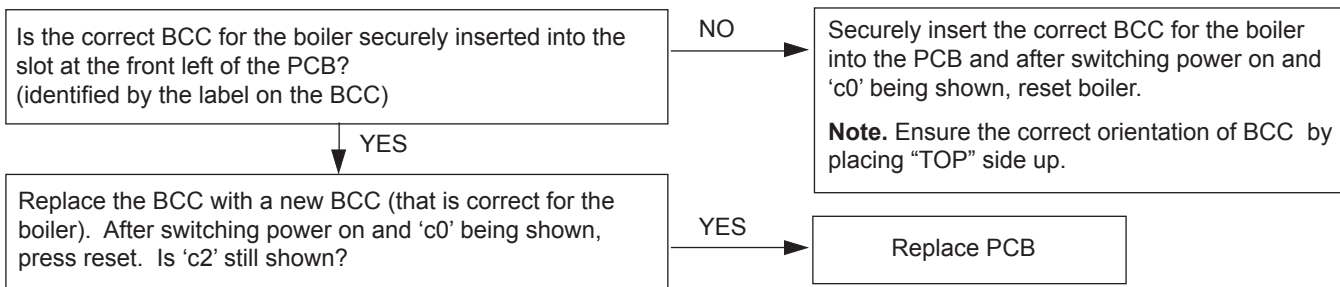 Is the correct BCC for the boiler securely inserted into the
slot at the front left of the PCB?
(identified by the label on the BCC)
NO
Securely insert the correct BCC for the boiler
into the PCB and after switching power on and
‘c0’ being shown, reset boiler.
Note. Ensure the correct orientation of BCC by
placing “TOP” side up.
YES
Replace the BCC with a new BCC (that is correct for the
boiler). After switching power on and ‘c0’ being shown,
press reset. Is ‘c2’ still shown?
YES
Replace PCB